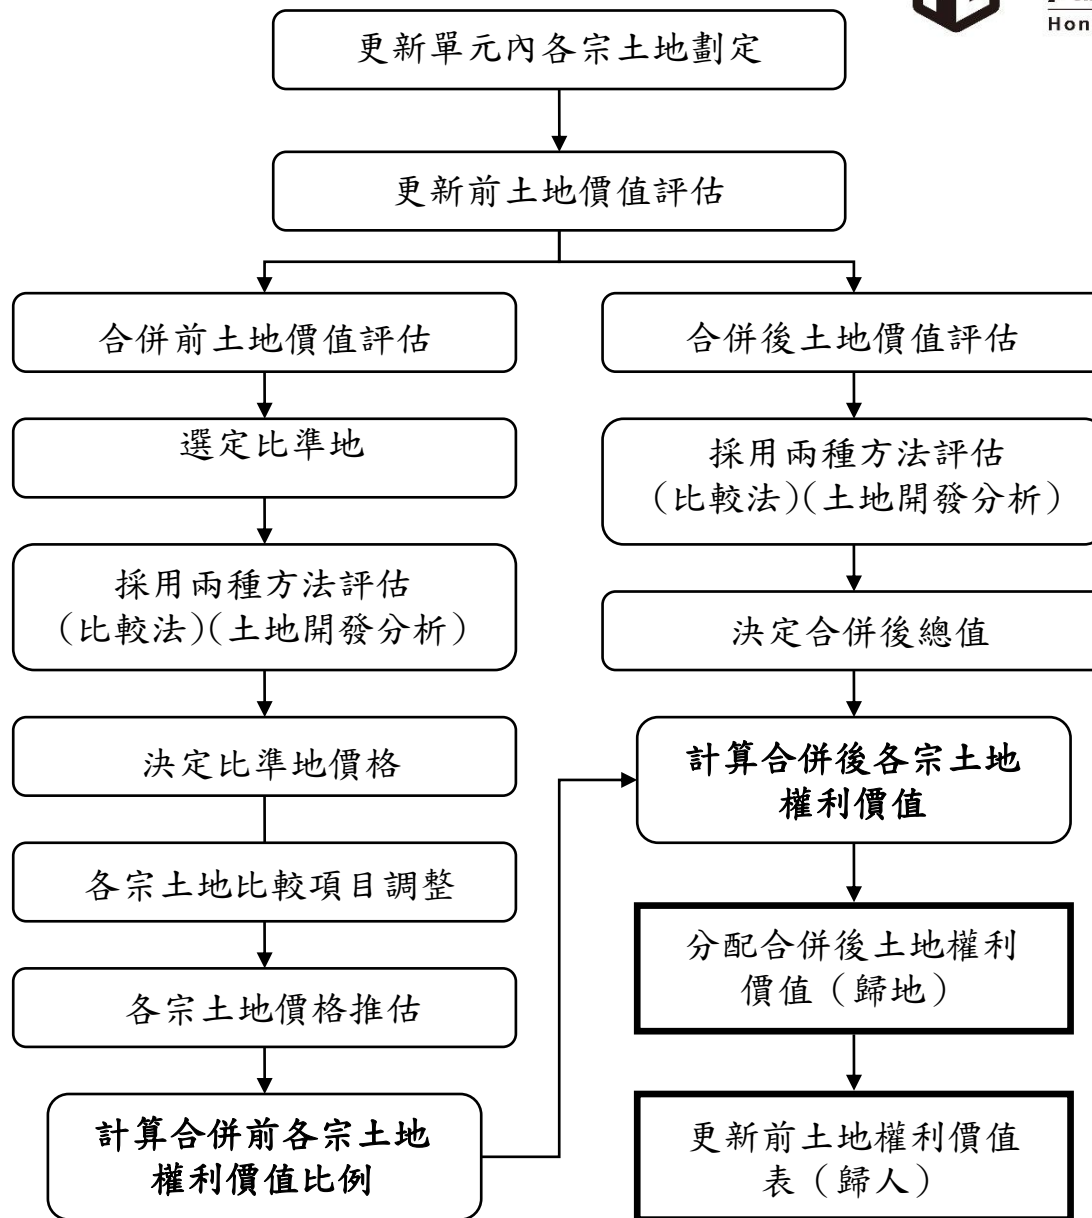 Hon
更新單元內各宗土地劃定
更新前土地價值評估
合併前土地價值評估
選定比準地
採用兩種方法評估
(比較法)(土地開發分析)
決定比準地價格
各宗土地比較項目調整
各宗土地價格推估
計算合併前各宗土地
權利價值比例
合併後土地價值評估
採用兩種方法評估
(比較法)(土地開發分析)
決定合併後總值
計算合併後各宗土地
權利價值
分配合併後土地權利
價值（歸地）
更新前土地權利價值
表（歸人）